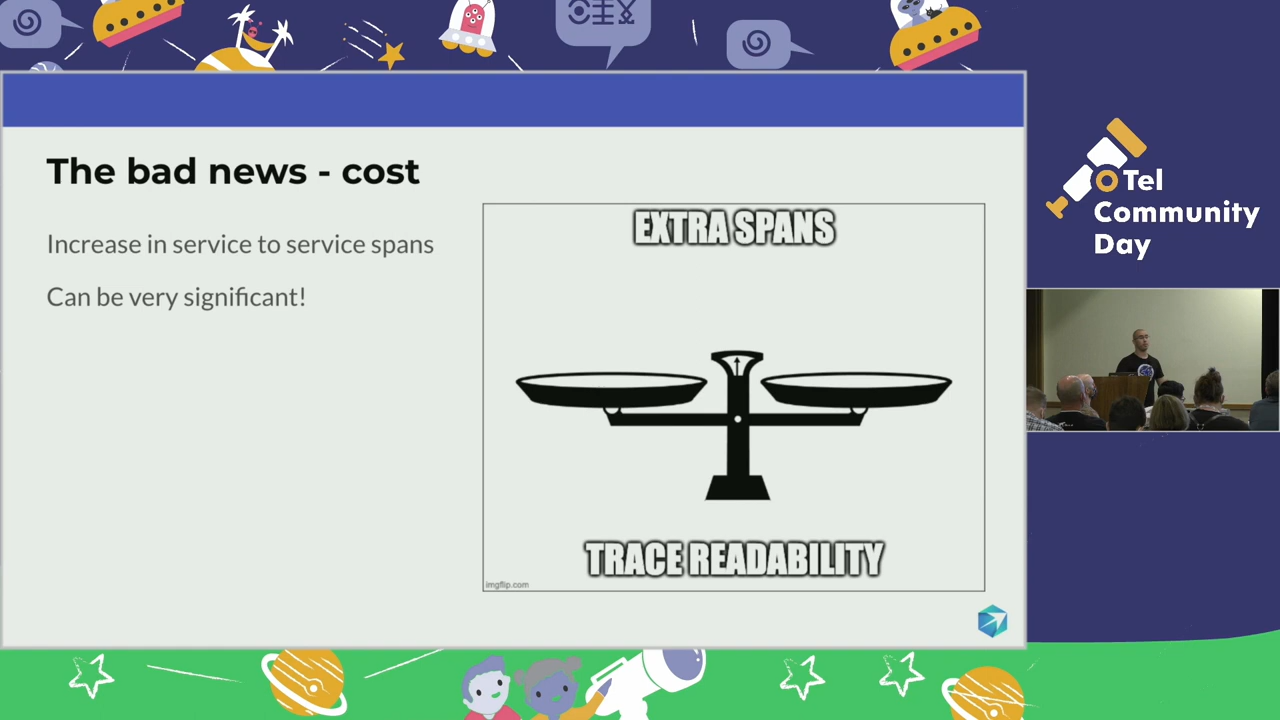 The bad news - cost
Increase in service to service spans
Can be very significant!
EXTRA SPANS
TRACE READABILITY
imgflip.com
OTel
Community
Day